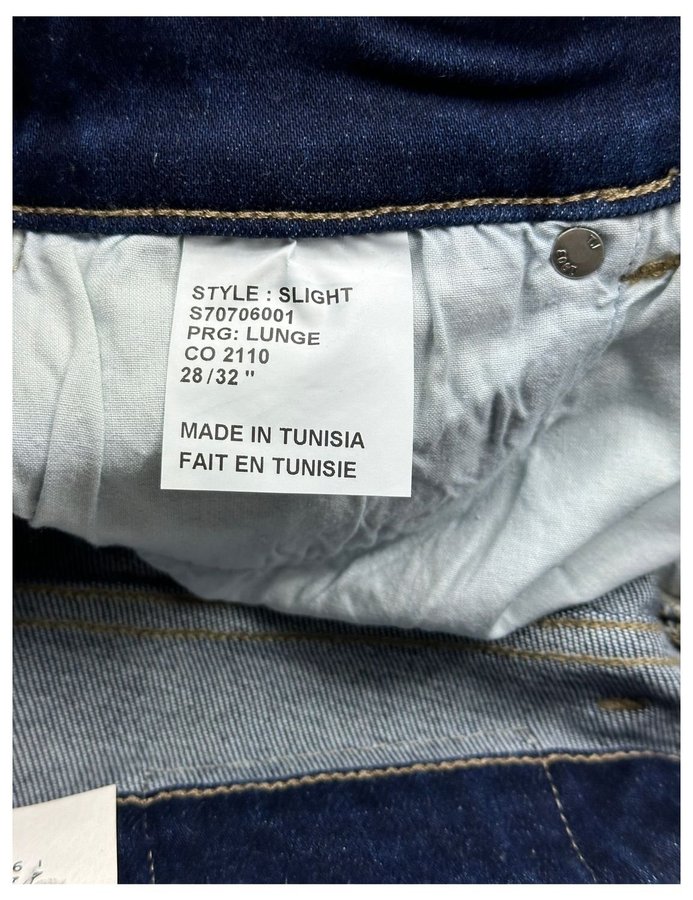 STYLE : SLIGHT
S70706001
PRG: LUNGE
CO 2110
28/32 "
MADE IN TUNISIA
FAIT EN TUNISIE